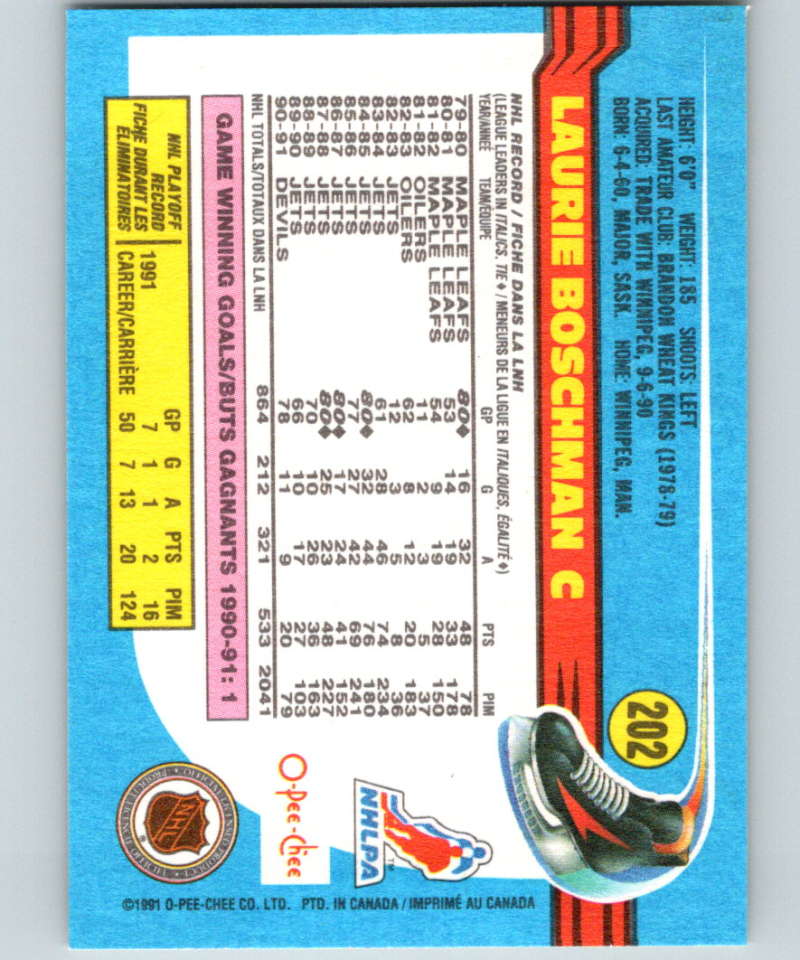 202
HEIGHT: 6'0" WEIGHT: 185 SHOOTS: LEFT
LAST AMATEUR CLUB: BRANDON WHEAT KINGS (1978-79)
ACQUIRED: TRADE WITH WINNIPEG, 9-6-90
BORN: 6-4-60, MAJOR, SASK. HOME: WINNIPEG, MAN.
LAURIE BOSCHMAN C
NHL RECORD / FICHE DANS LA LNH
(LEAGUE LEADERS IN ITALICS, TIE ♦ / MENEURS DE LA LIGUE EN ITALIQUES, ÉGALITÉ ♦)
YEAR/ANNÉE TEAM/ÉQUIPE GP G A PTS PIM
79-80 MAPLE LEAFS 80♦ 16 32 48 78
80-81 MAPLE LEAFS 53 14 19 33 178
81-82 MAPLE LEAFS 54 9 19 28 150
81-82 OILERS 11 2 3 5 37
82-83 OILERS 62 8 12 20 183
82-83 JETS 12 3 5 8 36
83-84 JETS 61 28 46 74 234
84-85 JETS 80♦ 32 44 76 180
85-86 JETS 77 27 42 69 241
86-87 JETS 80♦ 17 24 41 152
87-88 JETS 80♦ 25 23 48 227
88-89 JETS 70 10 26 36 163
89-90 JETS 66 10 17 27 103
90-91 DEVILS 78 11 9 20 79
NHL TOTALS/TOTAUX DANS LA LNH 864 212 321 533 2041
GAME WINNING GOALS/BUTS GAGNANTS 1990-91: 1
NHL PLAYOFF RECORD
FICHE DURANT LES ÉLIMINATOIRES
GP G A PTS PIM
1991 7 1 1 2 16
CAREER/CARRIÈRE 50 7 13 20 124
NHLPA™
O-Pee-Chee
NHL
®
©1991 O-PEE-CHEE CO. LTD. PTD. IN CANADA / IMPRIMÉ AU CANADA